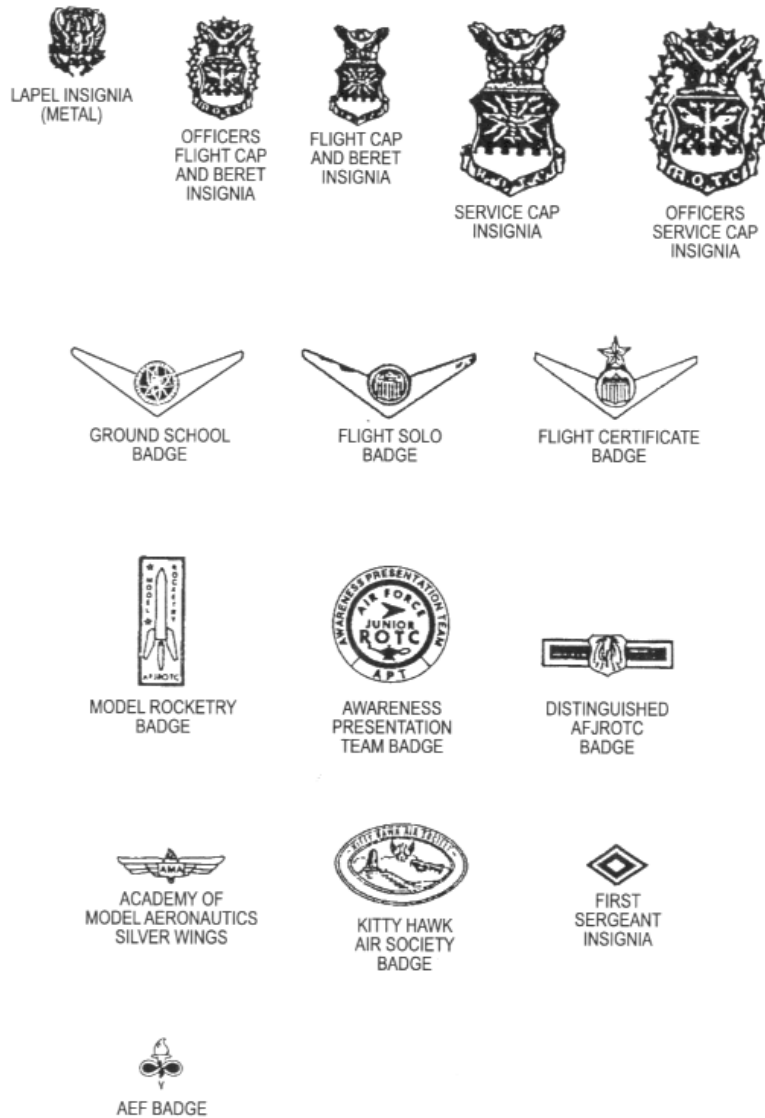 LAPEL INSIGNIA
(METAL)
OFFICERS
FLIGHT CAP
AND BERET
INSIGNIA
FLIGHT CAP
AND BERET
INSIGNIA
SERVICE CAP
INSIGNIA
R.O.T.C
OFFICERS
SERVICE CAP
INSIGNIA
GROUND SCHOOL
BADGE
FLIGHT SOLO
BADGE
FLIGHT CERTIFICATE
BADGE
MODEL
ROCKETRY
AFJROTC
MODEL ROCKETRY
BADGE
AWARENESS PRESENTATION TEAM
AIR FORCE
JUNIOR
ROTC
APT
AWARENESS
PRESENTATION
TEAM BADGE
DISTINGUISHED
AFJROTC
BADGE
AMA
ACADEMY OF
MODEL AERONAUTICS
SILVER WINGS
KITTY HAWK AIR SOCIETY
KITTY HAWK
AIR SOCIETY
BADGE
FIRST
SERGEANT
INSIGNIA
Y
AEF BADGE